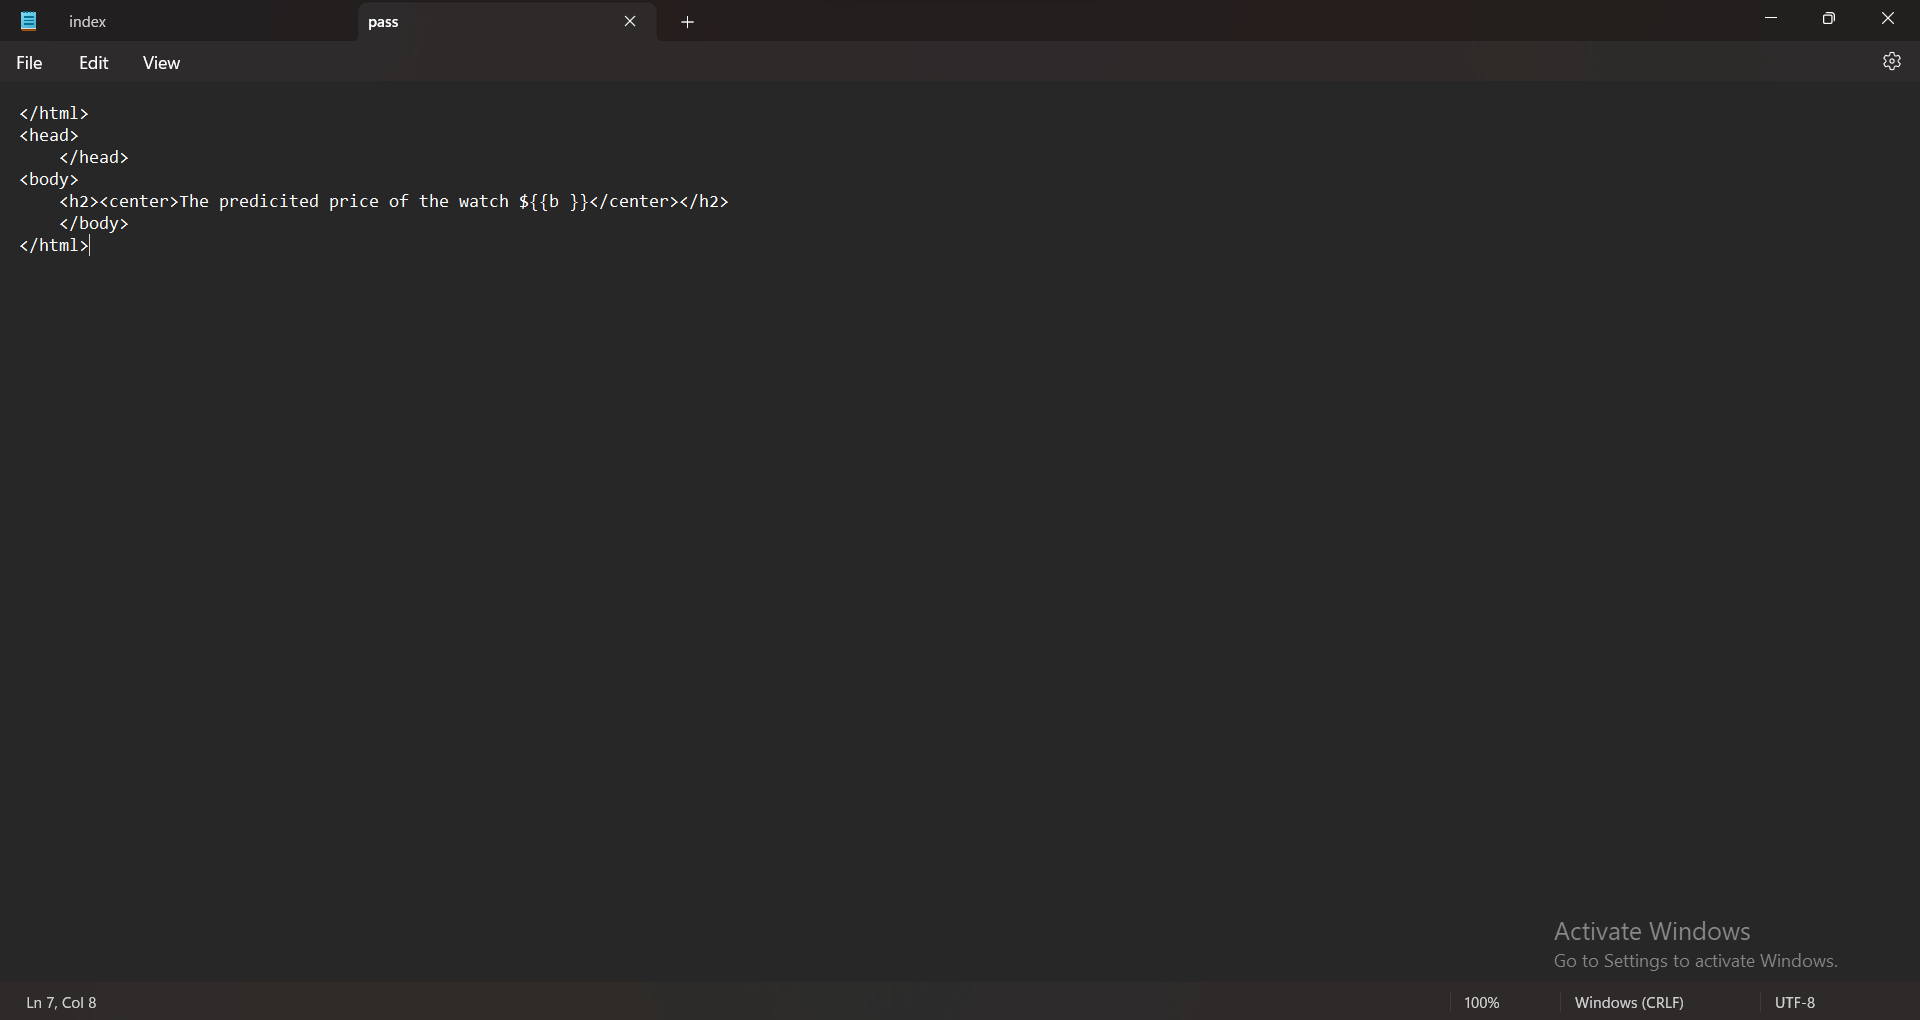 index
pass
File Edit View
</html>
<head>
    </head>
<body>
    <h2><center>The predicited price of the watch ${{b }}</center></h2>
    </body>
</html>
Activate Windows
Go to Settings to activate Windows.
Ln 7, Col 8
100%
Windows (CRLF)
UTF-8